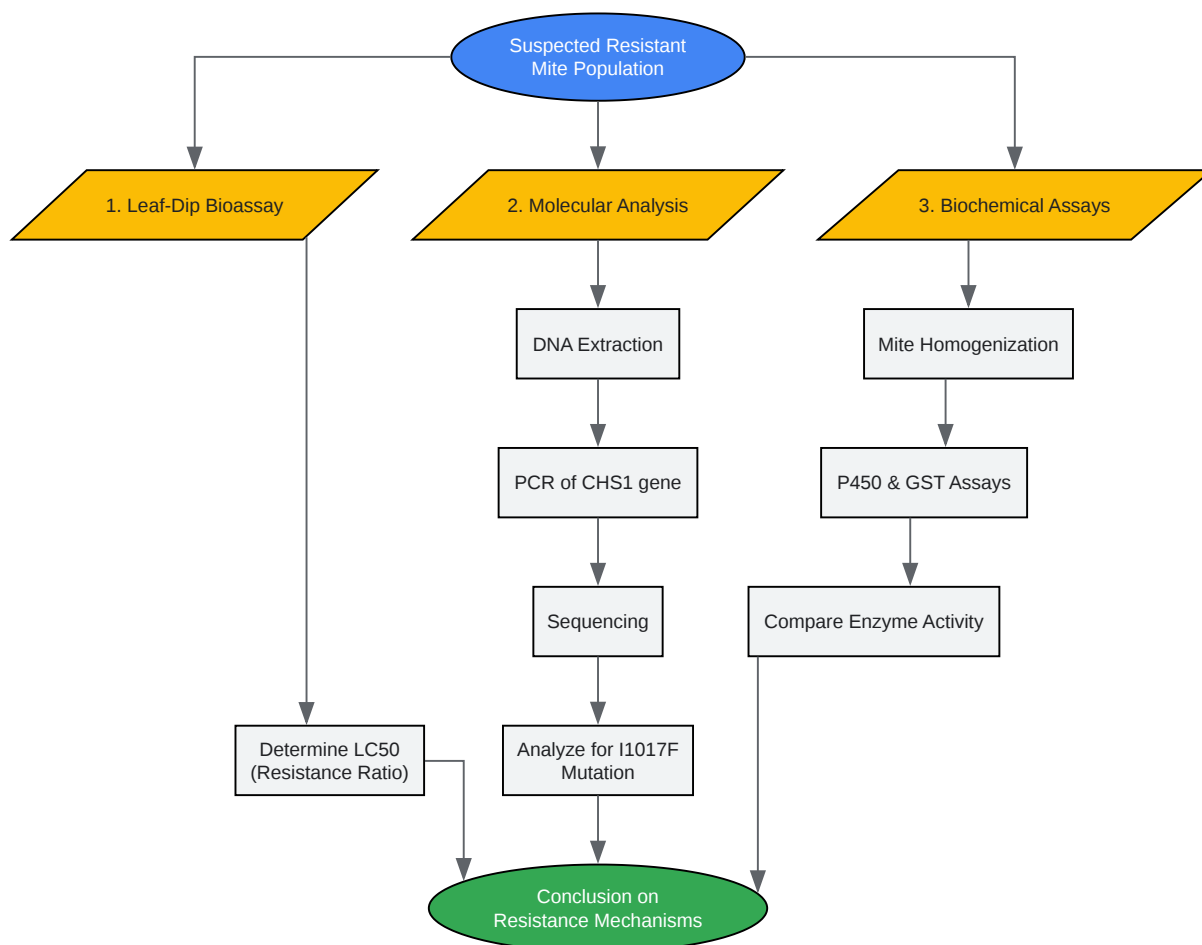 Suspected Resistant
Mite Population
1. Leaf-Dip Bioassay
2. Molecular Analysis
3. Biochemical Assays
DNA Extraction
Mite Homogenization
PCR of CHS1 gene
P450 & GST Assays
Sequencing
Compare Enzyme Activity
Determine LC50
(Resistance Ratio)
Analyze for I1017F
Mutation
Conclusion on
Resistance Mechanisms